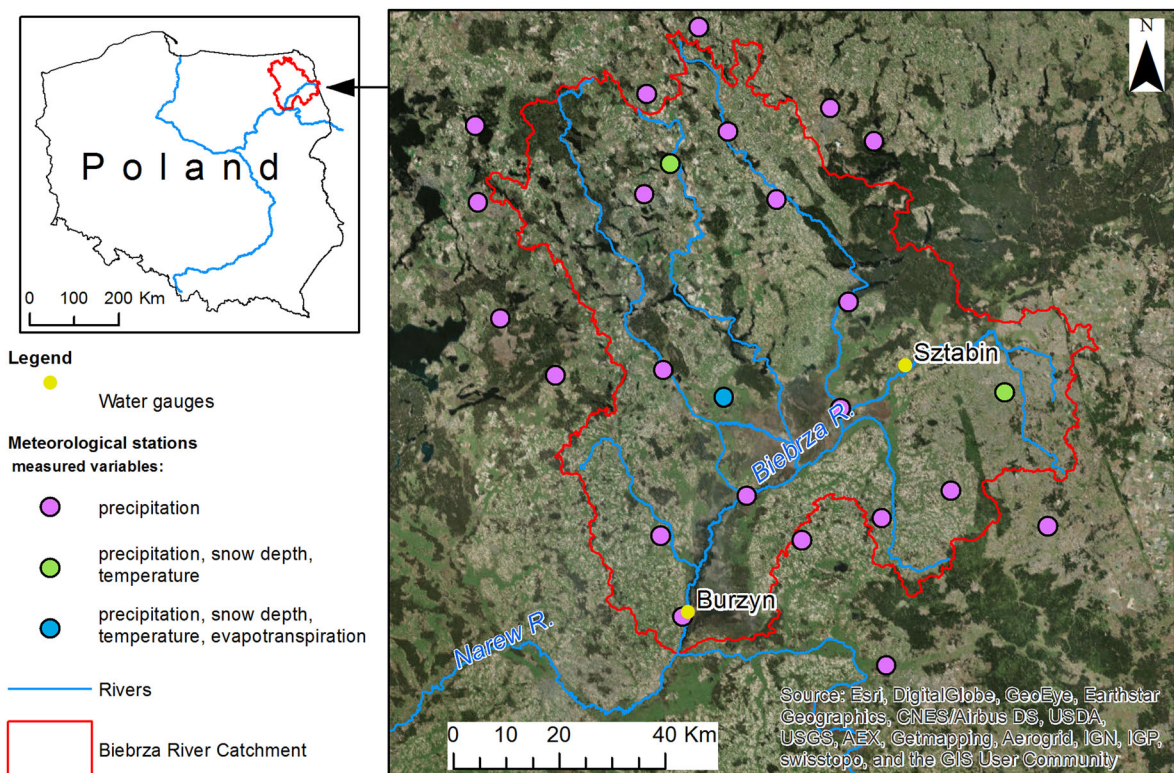 Poland
0 100 200 Km
Legend
Water gauges
Meteorological stations
measured variables:
precipitation
precipitation, snow depth,
temperature
precipitation, snow depth,
temperature, evapotranspiration
Rivers
Biebrza River Catchment
N
Sztabin
Biebrza R.
Burzyn
Narew R.
0 10 20 40 Km
Source: Esri, DigitalGlobe, GeoEye, Earthstar
Geographics, CNES/Airbus DS, USDA,
USGS, AEX, Getmapping, Aerogrid, IGN, IGP,
swisstopo, and the GIS User Community